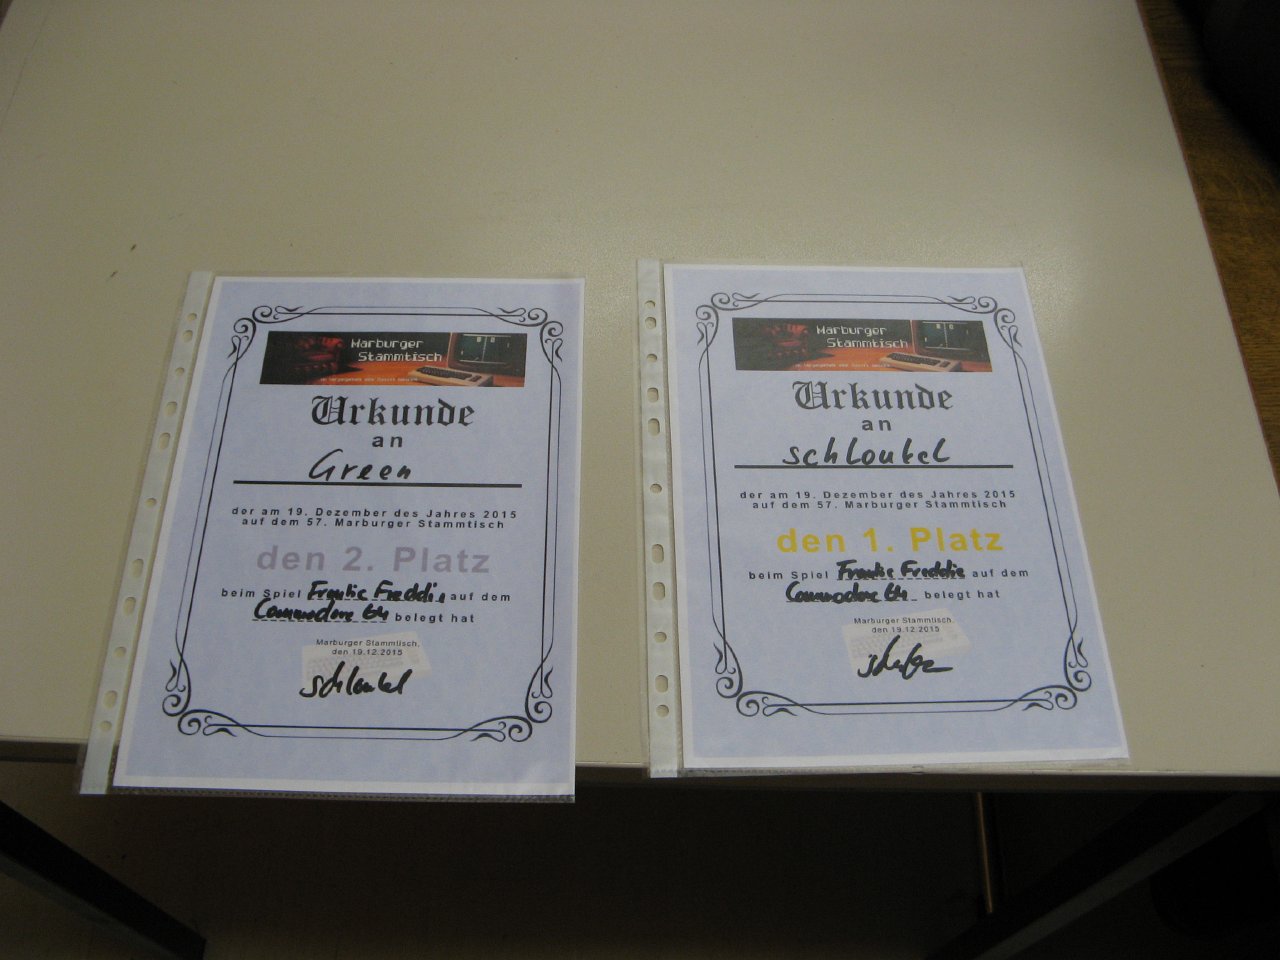 Marburger
Stammtisch
Urkunde
an
Green
der am 19. Dezember des Jahres 2015
auf dem 57. Marburger Stammtisch
den 2. Platz
beim Spiel Frantic Freddie auf dem
Commodore 64 belegt hat
Marburger Stammtisch,
den 19.12.2015
schloukel
Marburger
Stammtisch
Urkunde
an
schloukel
der am 19. Dezember des Jahres 2015
auf dem 57. Marburger Stammtisch
den 1. Platz
beim Spiel Frantic Freddie auf dem
Commodore 64 belegt hat
Marburger Stammtisch,
den 19.12.2015